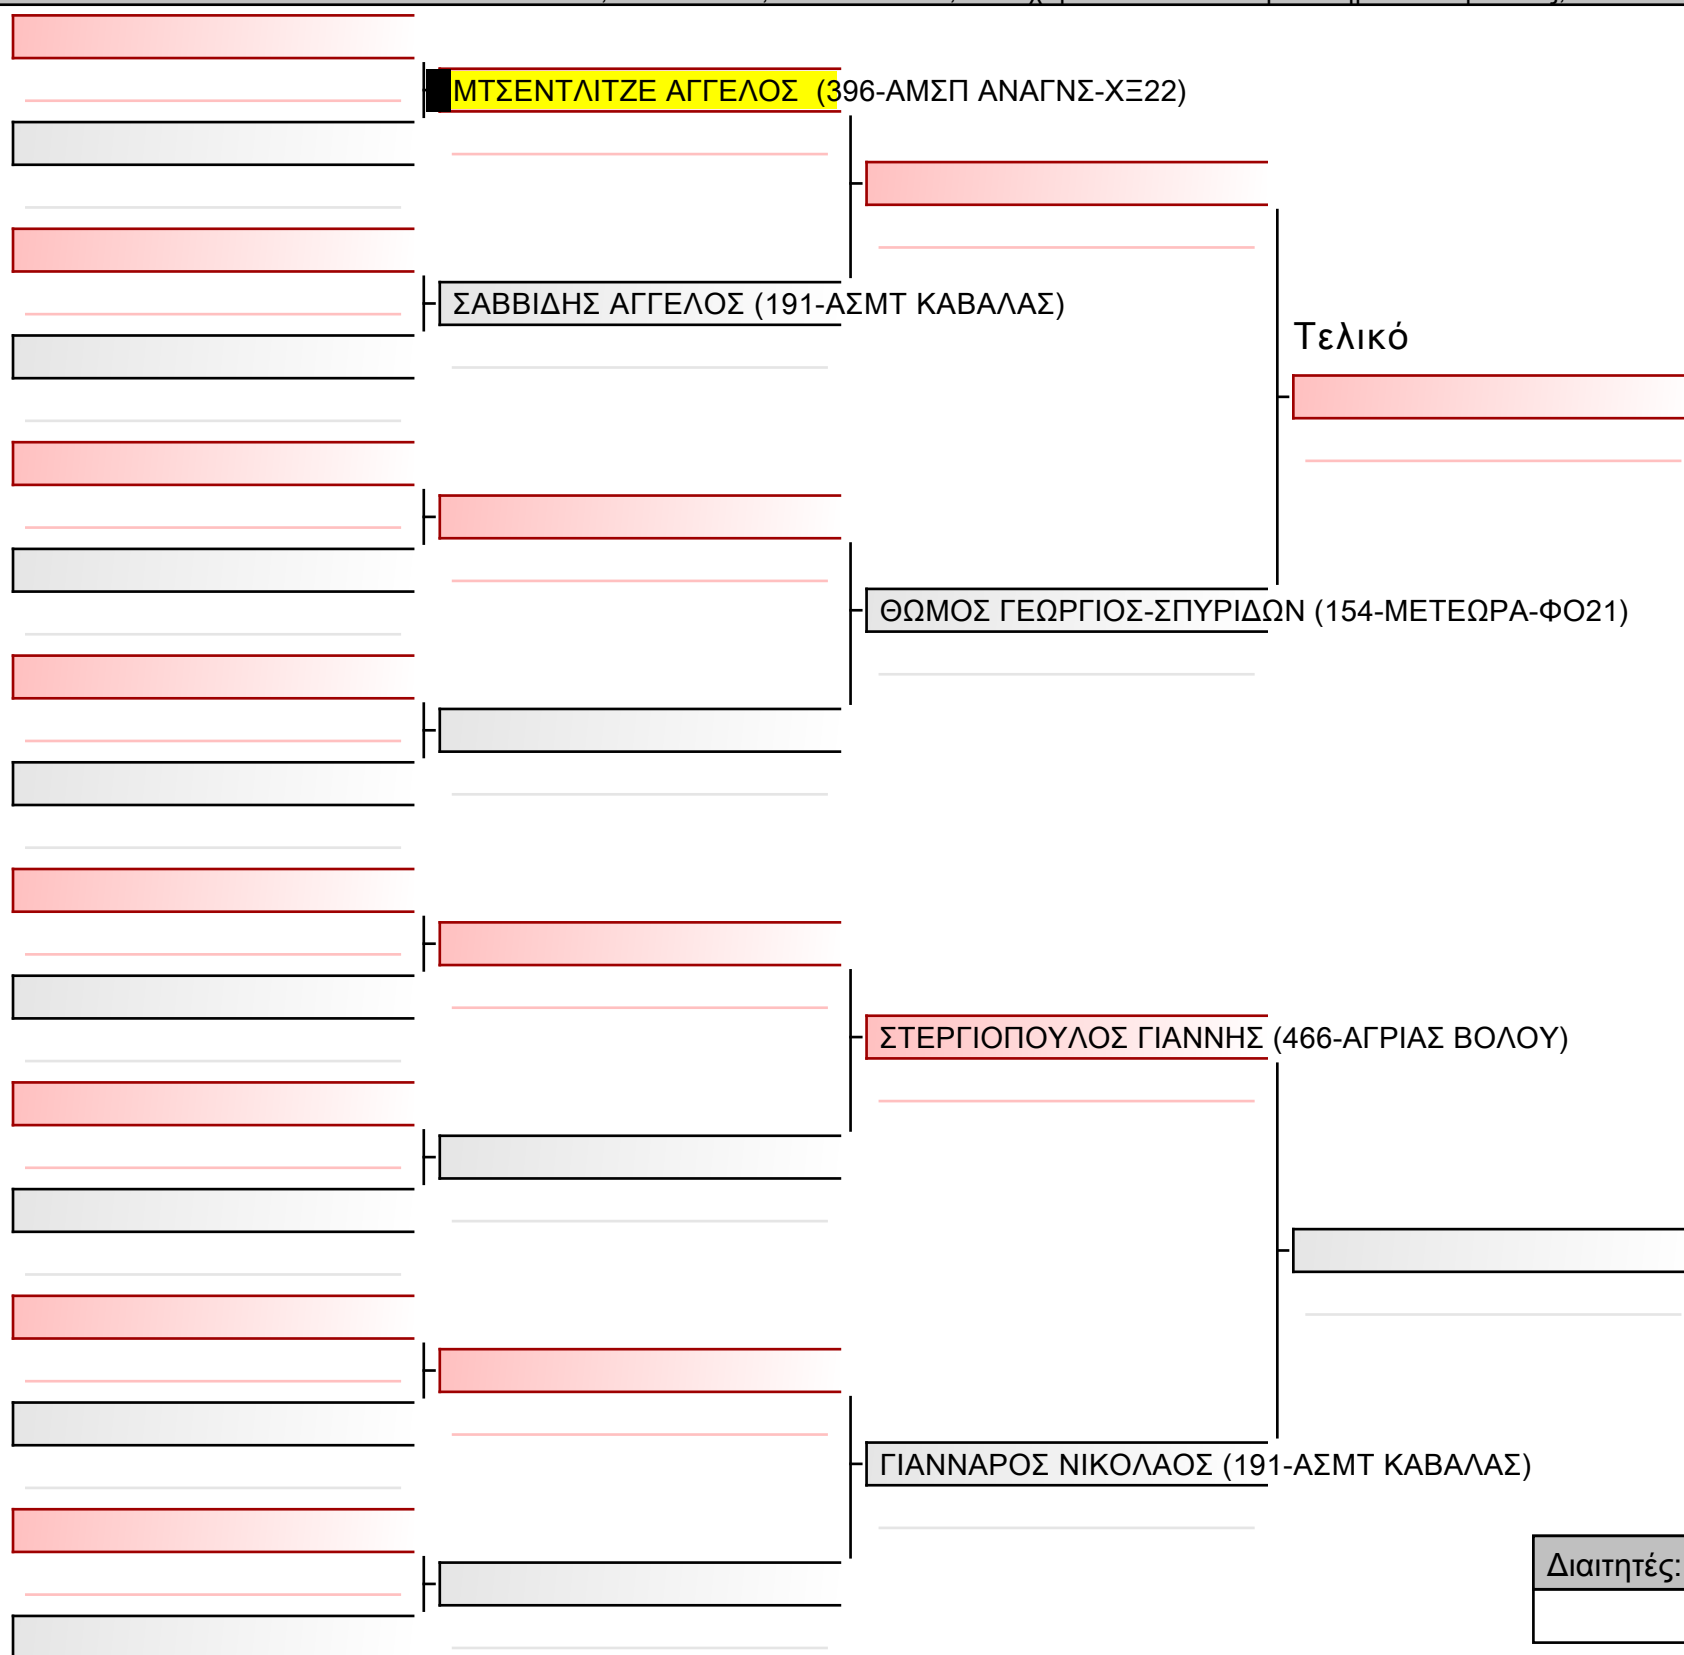 ΜΤΣΕΝΤΛΙΤΖΕ ΑΓΓΕΛΟΣ (396-ΑΜΣΠ ΑΝΑΓΝΣ-ΧΞ22)
ΣΑΒΒΙΔΗΣ ΑΓΓΕΛΟΣ (191-ΑΣΜΤ ΚΑΒΑΛΑΣ)
Τελικό
ΘΩΜΟΣ ΓΕΩΡΓΙΟΣ-ΣΠΥΡΙΔΩΝ (154-ΜΕΤΕΩΡΑ-ΦΟ21)
ΣΤΕΡΓΙΟΠΟΥΛΟΣ ΓΙΑΝΝΗΣ (466-ΑΓΡΙΑΣ ΒΟΛΟΥ)
ΓΙΑΝΝΑΡΟΣ ΝΙΚΟΛΑΟΣ (191-ΑΣΜΤ ΚΑΒΑΛΑΣ)
Διαιτητές: